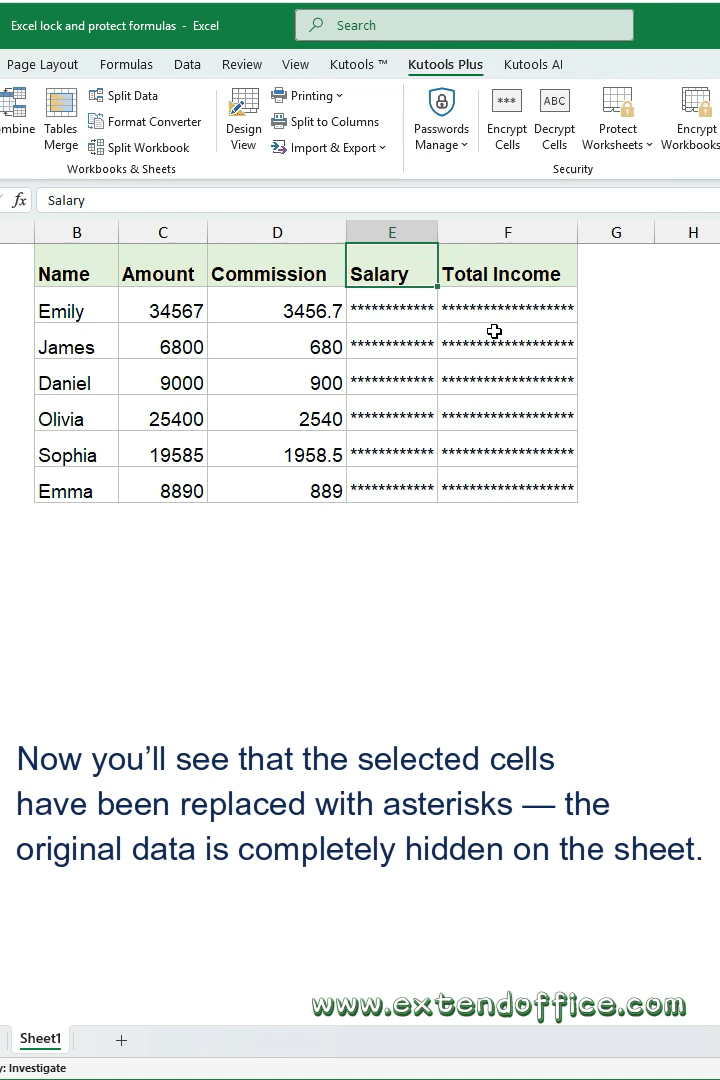 Excel lock and protect formulas - Excel
Search
Page Layout Formulas Data Review View Kutools ™ Kutools Plus Kutools AI
Split Data
Format Converter
Split Workbook
Tables Merge
Workbooks & Sheets
Design View
Printing
Split to Columns
Import & Export
Passwords Manage
*** Encrypt Cells
ABC Decrypt Cells
Protect Worksheets
Encrypt Workbooks
Security
fx Salary
B C D E F G H
Name Amount Commission Salary Total Income
Emily 34567 3456.7 ************ *******************
James 6800 680 ************ *******************
Daniel 9000 900 ************ *******************
Olivia 25400 2540 ************ *******************
Sophia 19585 1958.5 ************ *******************
Emma 8890 889 ************ *******************
Now you’ll see that the selected cells
have been replaced with asterisks — the
original data is completely hidden on the sheet.
www.extendoffice.com
Sheet1 +
y: Investigate